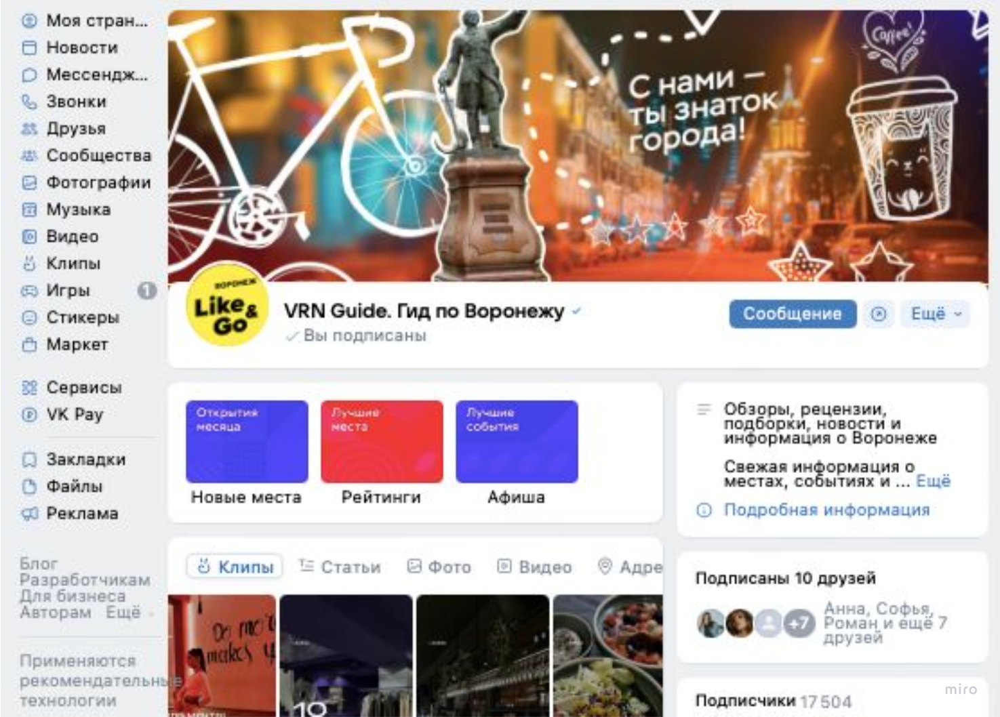 Моя стран...
Новости
Мессендж...
Звонки
Друзья
Сообщества
Фотографии
Музыка
Видео
Клипы
Игры 1
Стикеры
Маркет
Сервисы
VK Pay
Закладки
Файлы
Реклама
Блог
Разработчикам
Для бизнеса
Авторам Ещё
Применяются
рекомендательные
технологии
Coffee!
С нами –
ты знаток
города!
ВОРОНЕЖ
Like&
Go
VRN Guide. Гид по Воронежу
Вы подписаны
Сообщение
Ещё
Открытия
месяца
Новые места
Лучшие
места
Рейтинги
Лучшие
события
Афиша
Клипы Статьи Фото Видео Адре
Do mo
makes
10
Обзоры, рецензии,
подборки, новости и
информация о Воронеже
Свежая информация о
местах, событиях и ... Ещё
Подробная информация
Подписаны 10 друзей
+7
Анна, Софья,
Роман и ещё 7
друзей
Подписчики 17 504
miro